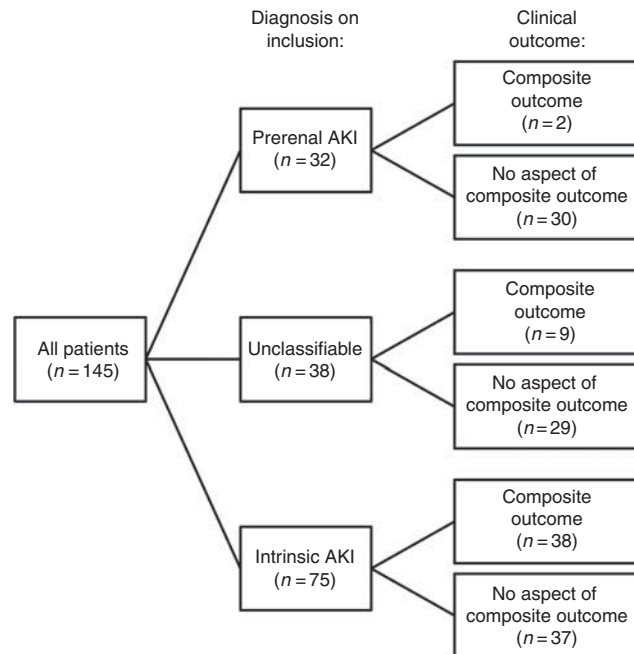 Diagnosis on
inclusion:
Clinical
outcome:
Composite
outcome
(n = 2)
Prerenal AKI
(n = 32)
No aspect of
composite outcome
(n = 30)
Composite
outcome
(n = 9)
All patients
(n = 145)
Unclassifiable
(n = 38)
No aspect of
composite outcome
(n = 29)
Composite
outcome
(n = 38)
Intrinsic AKI
(n = 75)
No aspect of
composite outcome
(n = 37)